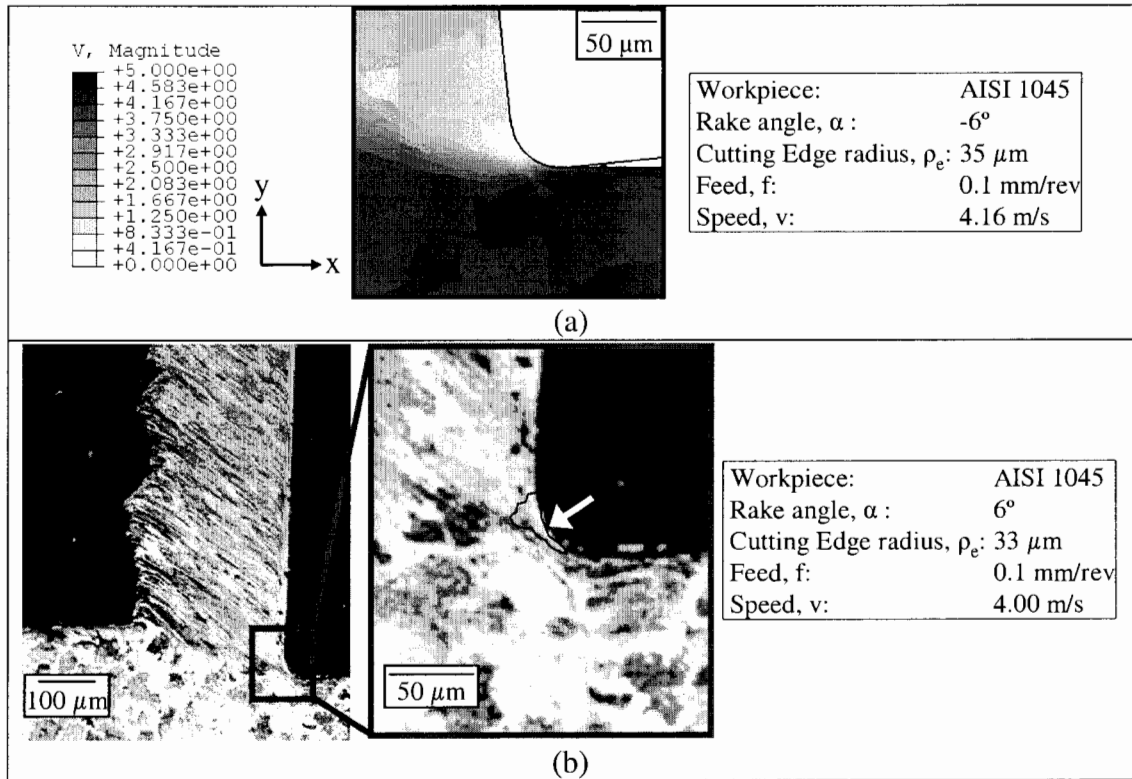 V, Magnitude
+5.000e+00
+4.583e+00
+4.167e+00
+3.750e+00
+3.333e+00
+2.917e+00
+2.500e+00
+2.083e+00
+1.667e+00
+1.250e+00
+8.333e-01
+4.167e-01
+0.000e+00
y
x
50 μm
Workpiece: AISI 1045
Rake angle, α : -6º
Cutting Edge radius, ρe: 35 μm
Feed, f: 0.1 mm/rev
Speed, v: 4.16 m/s
(a)
100 μm
50 μm
Workpiece: AISI 1045
Rake angle, α : 6º
Cutting Edge radius, ρe: 33 μm
Feed, f: 0.1 mm/rev
Speed, v: 4.00 m/s
(b)